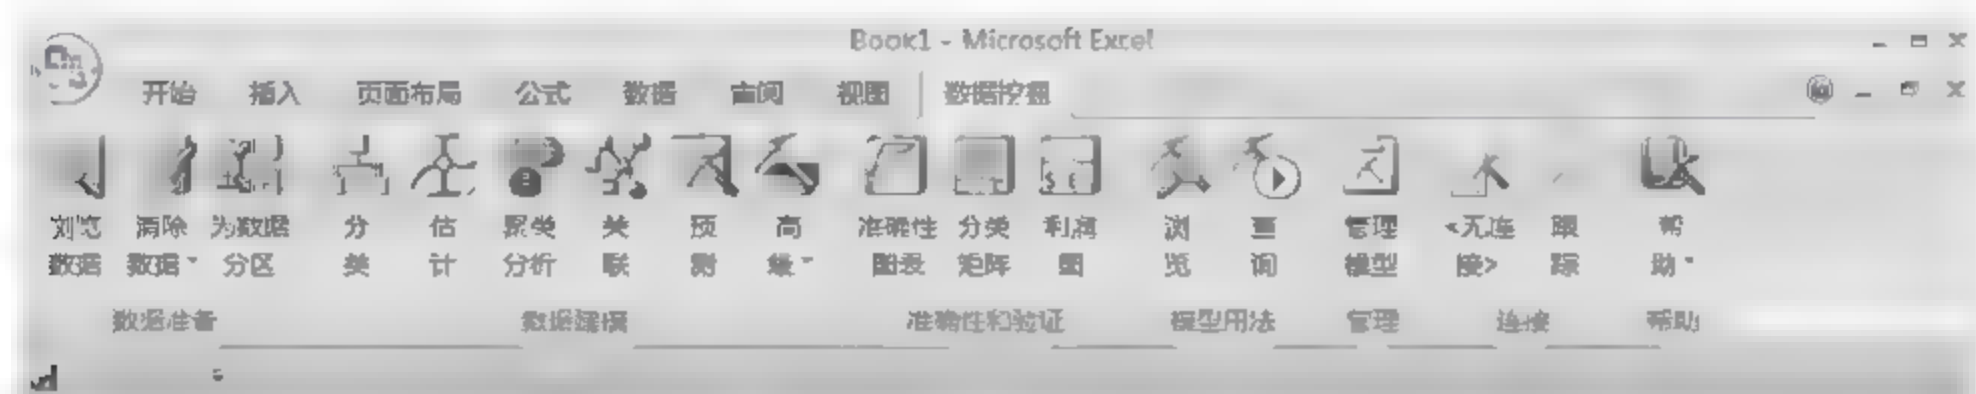 Book1 - Microsoft Excel
开始 插入 页面布局 公式 数据 审阅 视图 数据挖掘
浏览 清除 为数据 分 估 聚类 关 预 高 准确性 分类 利润 浏 查 管理 <无连 跟 帮
数据 数据 分区 类 计 分析 联 测 级 图表 矩阵 图 览 询 模型 接> 踪 助
数据准备 数据建模 准确性和验证 模型用法 管理 连接 帮助